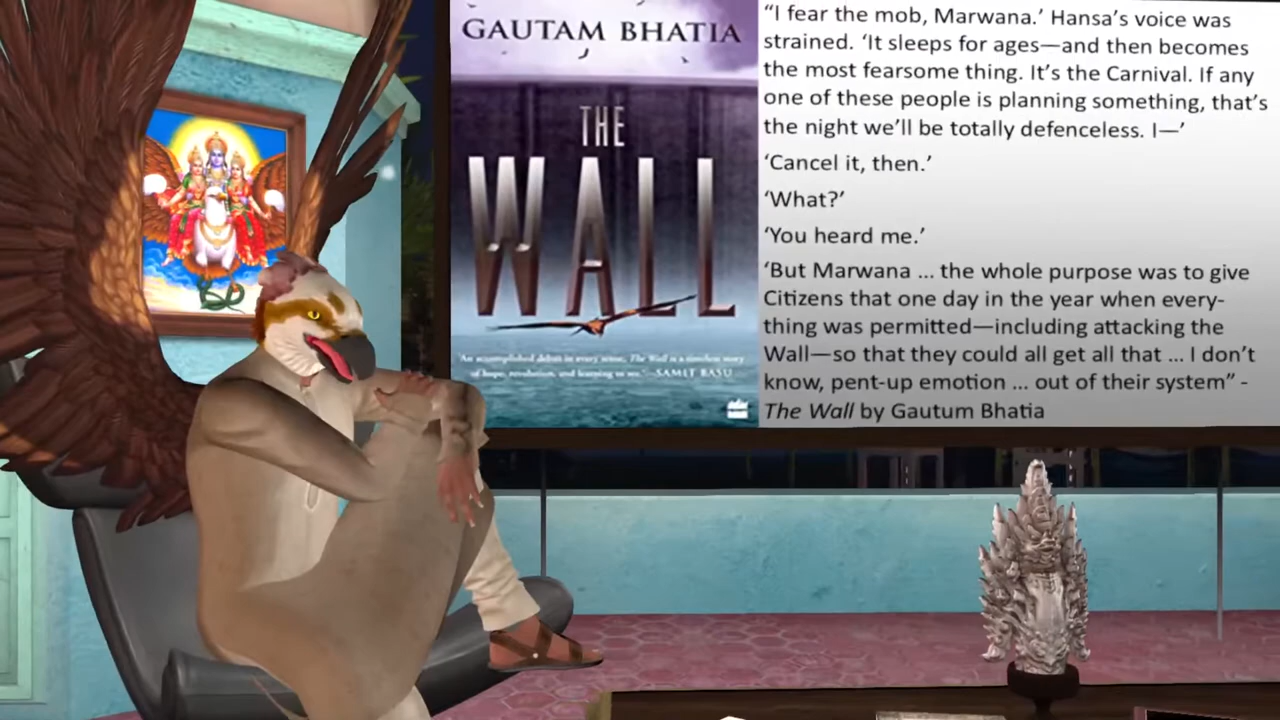 GAUTAM BHATIA
THE
WALL
'An accomplished debut in every sense, The Wall is a timeless story
of hope, revolution, and learning to see.'—SAMIT BASU
“I fear the mob, Marwana.’ Hansa’s voice was
strained. ‘It sleeps for ages—and then becomes
the most fearsome thing. It’s the Carnival. If any
one of these people is planning something, that’s
the night we’ll be totally defenceless. I—’
‘Cancel it, then.’
‘What?’
‘You heard me.’
‘But Marwana ... the whole purpose was to give
Citizens that one day in the year when every-
thing was permitted—including attacking the
Wall—so that they could all get all that ... I don’t
know, pent-up emotion ... out of their system” -
The Wall by Gautum Bhatia